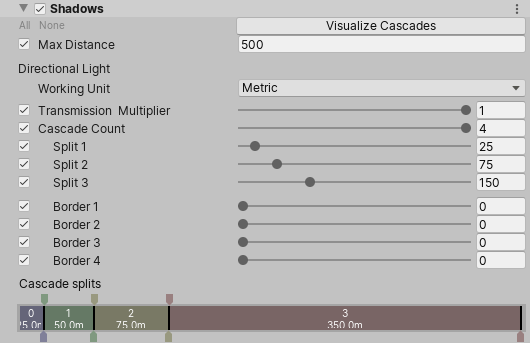 Shadows
All None
Visualize Cascades
Max Distance 500
Directional Light
Working Unit Metric
Transmission Multiplier 1
Cascade Count 4
Split 1 25
Split 2 75
Split 3 150
Border 1 0
Border 2 0
Border 3 0
Border 4 0
Cascade splits
0 1 2 3
50.0m 75.0m 350.0m